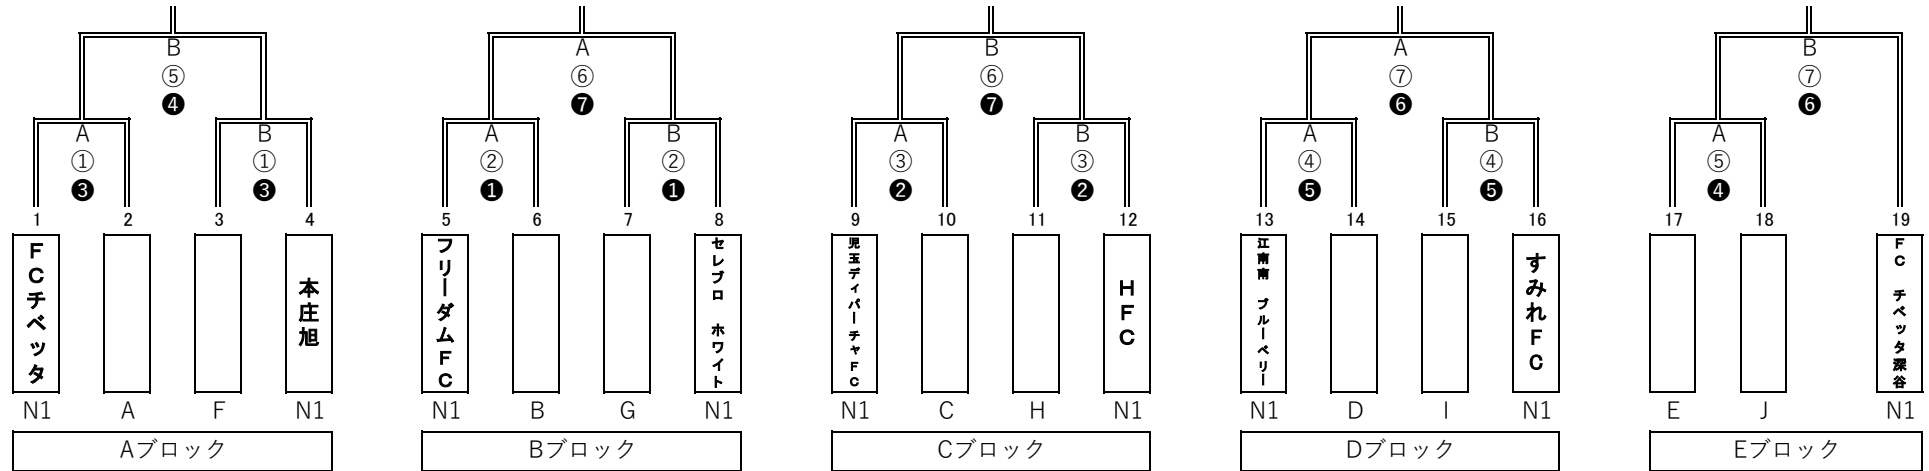 B A B A B
⑤ ⑥ ⑥ ⑦ ⑦
❹ ❼ ❼ ❻ ❻
A B A B A B A B A
① ① ② ② ③ ③ ④ ④ ⑤
❸ ❸ ❶ ❶ ❷ ❷ ❺ ❺ ❹
1 2 3 4 5 6 7 8 9 10 11 12 13 14 15 16 17 18 19
FCチベッタ
本庄旭
フリーダムFC
セレブロ ホワイト
児玉ディパーチャFC
HFC
江南南 ブルーベリー
すみれFC
FC チベッタ深谷
N1 A F N1 N1 B G N1 N1 C H N1 N1 D I N1 E J N1
Aブロック Bブロック Cブロック Dブロック Eブロック